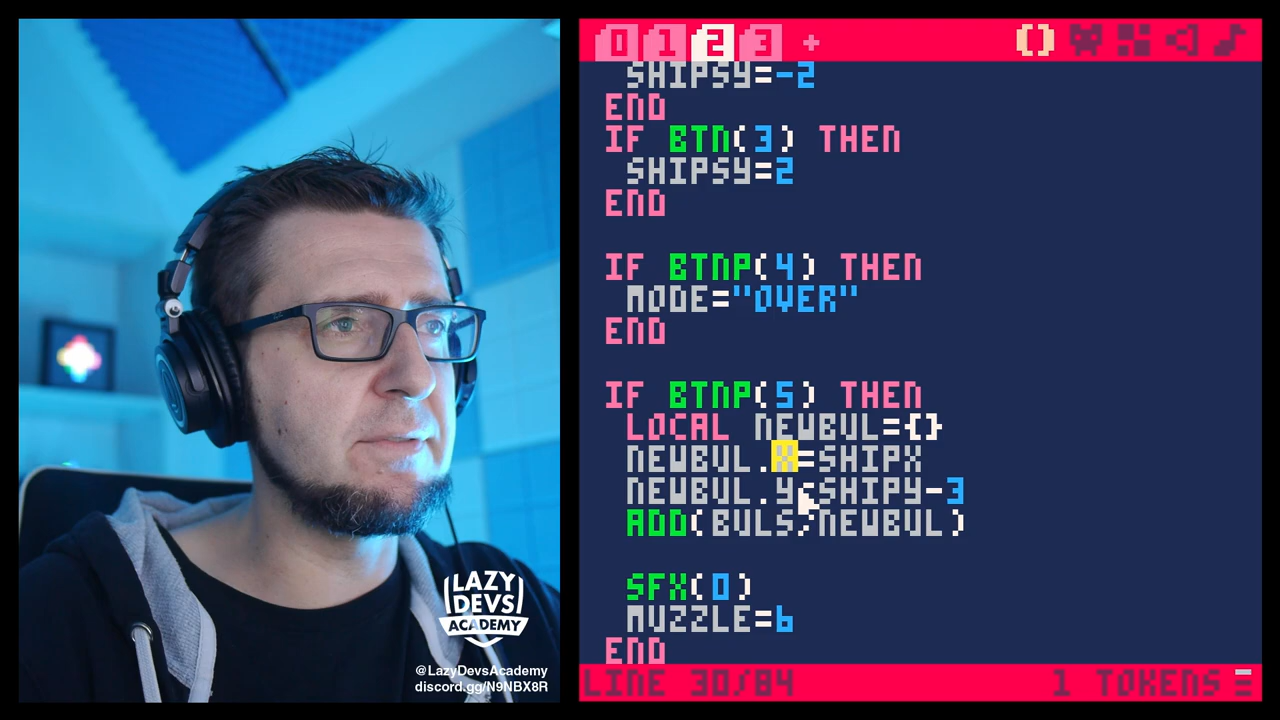 LAZY
DEVS
ACADEMY
@LazyDevsAcademy
discord.gg/N9NBX8R
0 1 2 3 +
SHIPSY=-2
END
IF BTN(3) THEN
SHIPSY=2
END
IF BTNP(4) THEN
MODE="OVER"
END
IF BTNP(5) THEN
LOCAL NEWBUL={}
NEWBUL.X=SHIPX
NEWBUL.Y=SHIPY-3
ADD(BULS,NEWBUL)
SFX(0)
MUZZLE=6
END
LINE 30/84
1 TOKENS